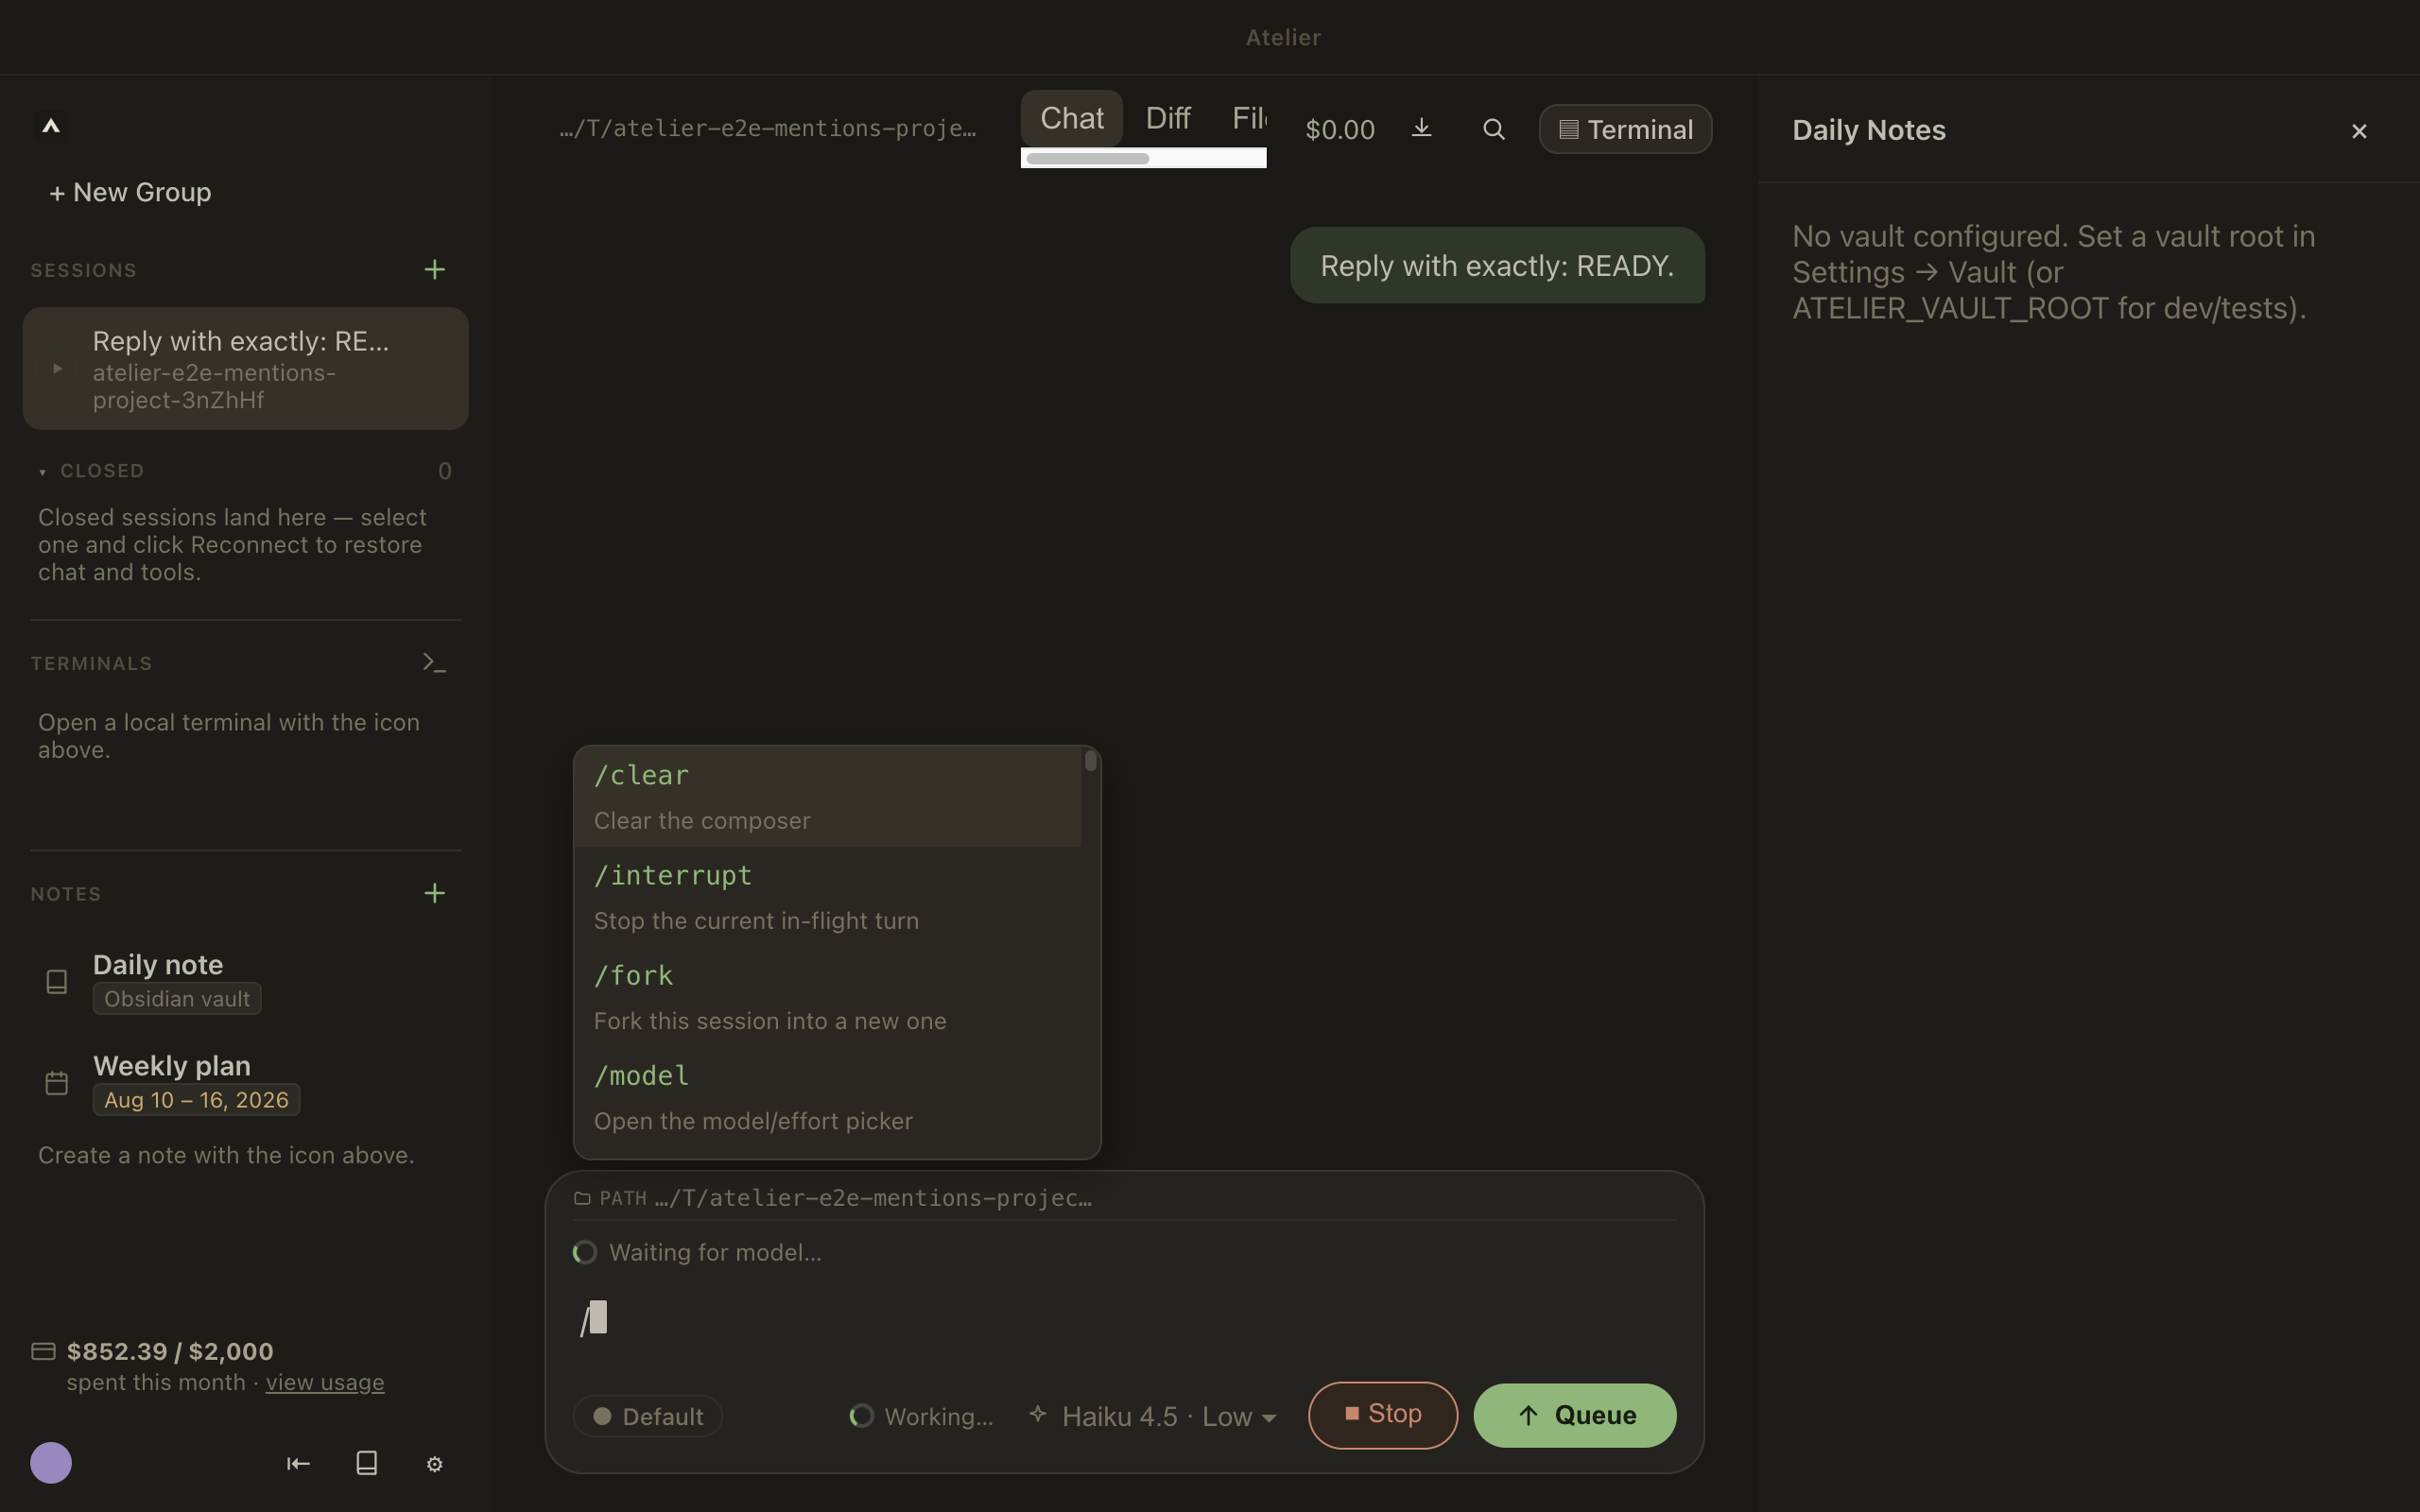 Atelier
+ New Group
SESSIONS
Reply with exactly: RE…
atelier-e2e-mentions-
project-3nZhHf
CLOSED 0
Closed sessions land here — select
one and click Reconnect to restore
chat and tools.
TERMINALS
Open a local terminal with the icon
above.
NOTES
Daily note
Obsidian vault
Weekly plan
Aug 10 – 16, 2026
Create a note with the icon above.
$852.39 / $2,000
spent this month · view usage
…/T/atelier-e2e-mentions-proje…
Chat Diff File
$0.00
Terminal
Reply with exactly: READY.
/clear
Clear the composer
/interrupt
Stop the current in-flight turn
/fork
Fork this session into a new one
/model
Open the model/effort picker
PATH …/T/atelier-e2e-mentions-projec…
Waiting for model…
/
Default
Working…
Haiku 4.5 · Low
Stop
Queue
Daily Notes
No vault configured. Set a vault root in
Settings → Vault (or
ATELIER_VAULT_ROOT for dev/tests).